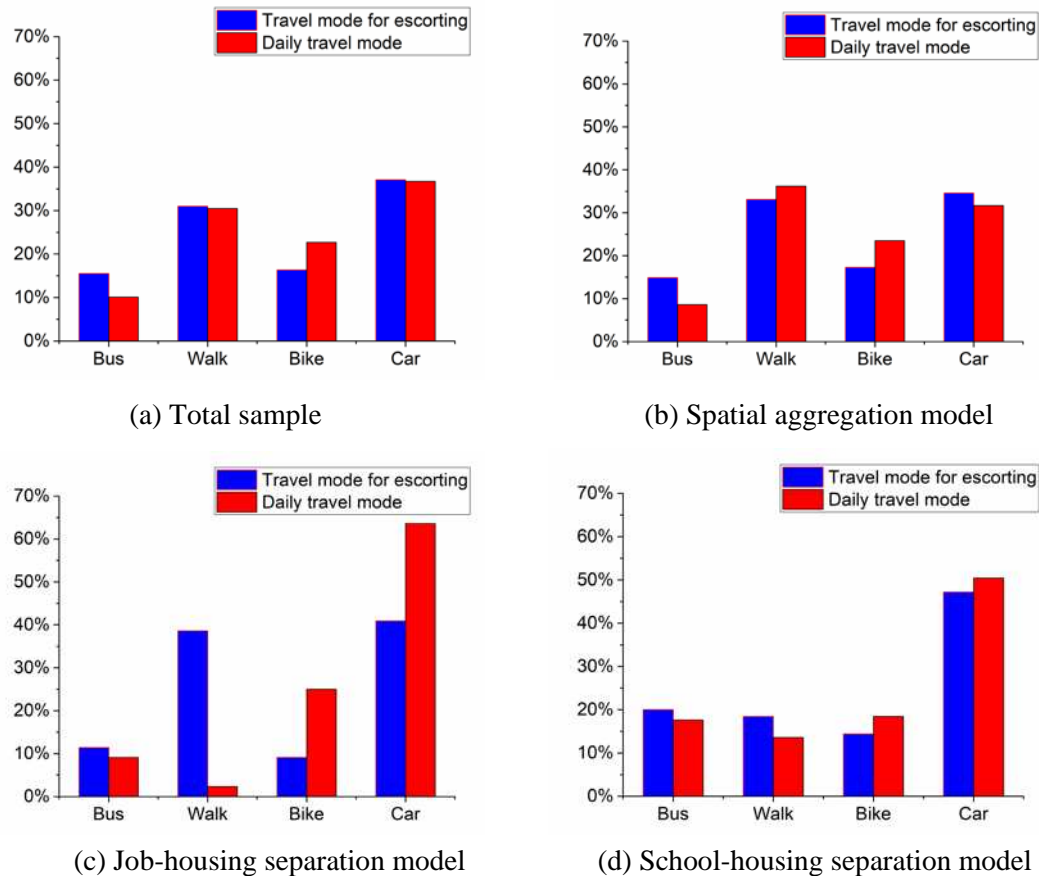 Travel mode for escorting
Daily travel mode
70%
60%
50%
40%
30%
20%
10%
0%
Bus Walk Bike Car
(a) Total sample
Travel mode for escorting
Daily travel mode
70%
60%
50%
40%
30%
20%
10%
0%
Bus Walk Bike Car
(b) Spatial aggregation model
Travel mode for escorting
Daily travel mode
70%
60%
50%
40%
30%
20%
10%
0%
Bus Walk Bike Car
(c) Job-housing separation model
Travel mode for escorting
Daily travel mode
70%
60%
50%
40%
30%
20%
10%
0%
Bus Walk Bike Car
(d) School-housing separation model